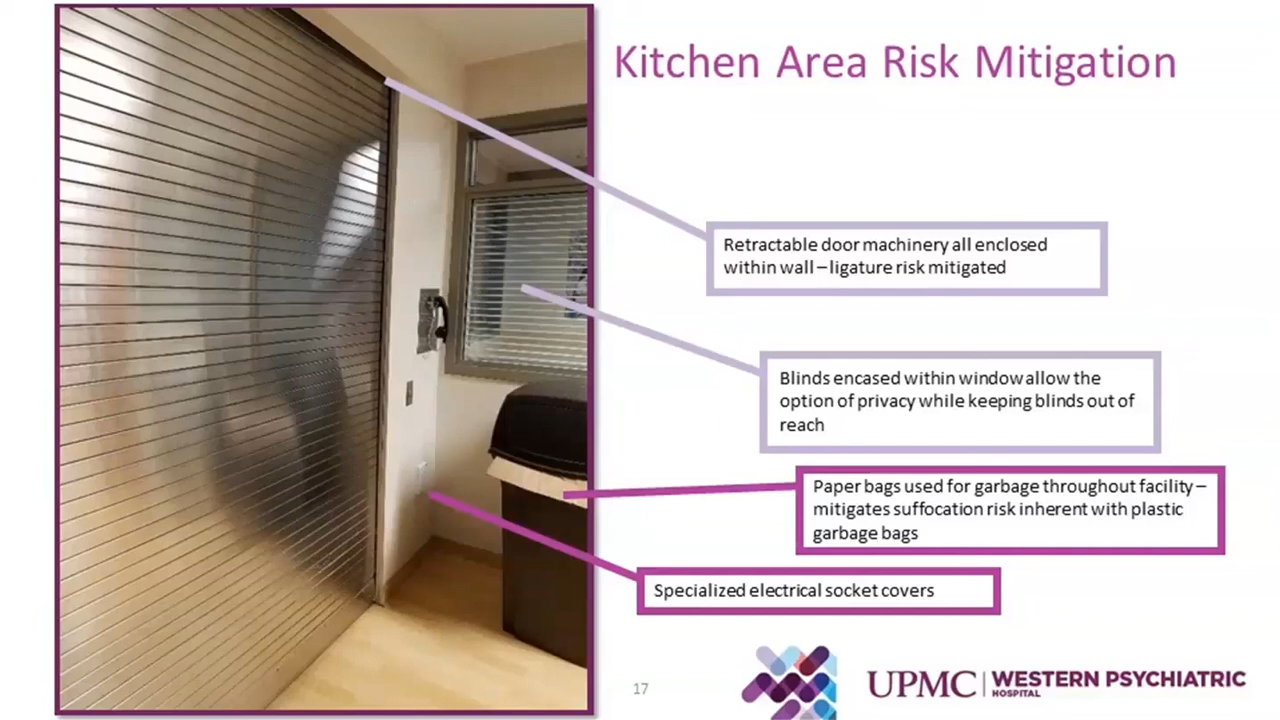 Kitchen Area Risk Mitigation
Retractable door machinery all enclosed
within wall – ligature risk mitigated
Blinds encased within window allow the
option of privacy while keeping blinds out of
reach
Paper bags used for garbage throughout facility –
mitigates suffocation risk inherent with plastic
garbage bags
Specialized electrical socket covers
17
UPMC | WESTERN PSYCHIATRIC
HOSPITAL